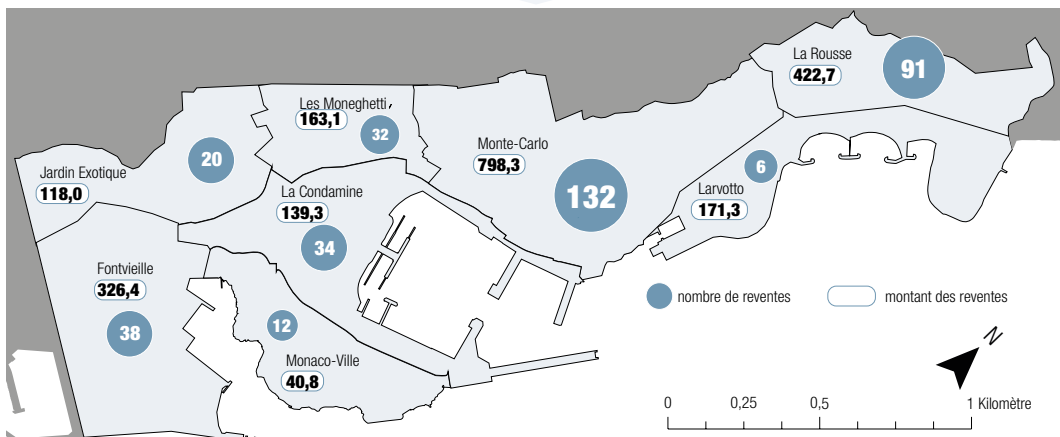 La Rousse
422,7
91
Les Moneghetti
163,1
32
Monte-Carlo
798,3
132
20
Jardin Exotique
118,0
La Condamine
139,3
34
6
Larvotto
171,3
Fontvieille
326,4
38
12
Monaco-Ville
40,8
nombre de reventes
montant des reventes
N
0 0,25 0,5 1 Kilomètre